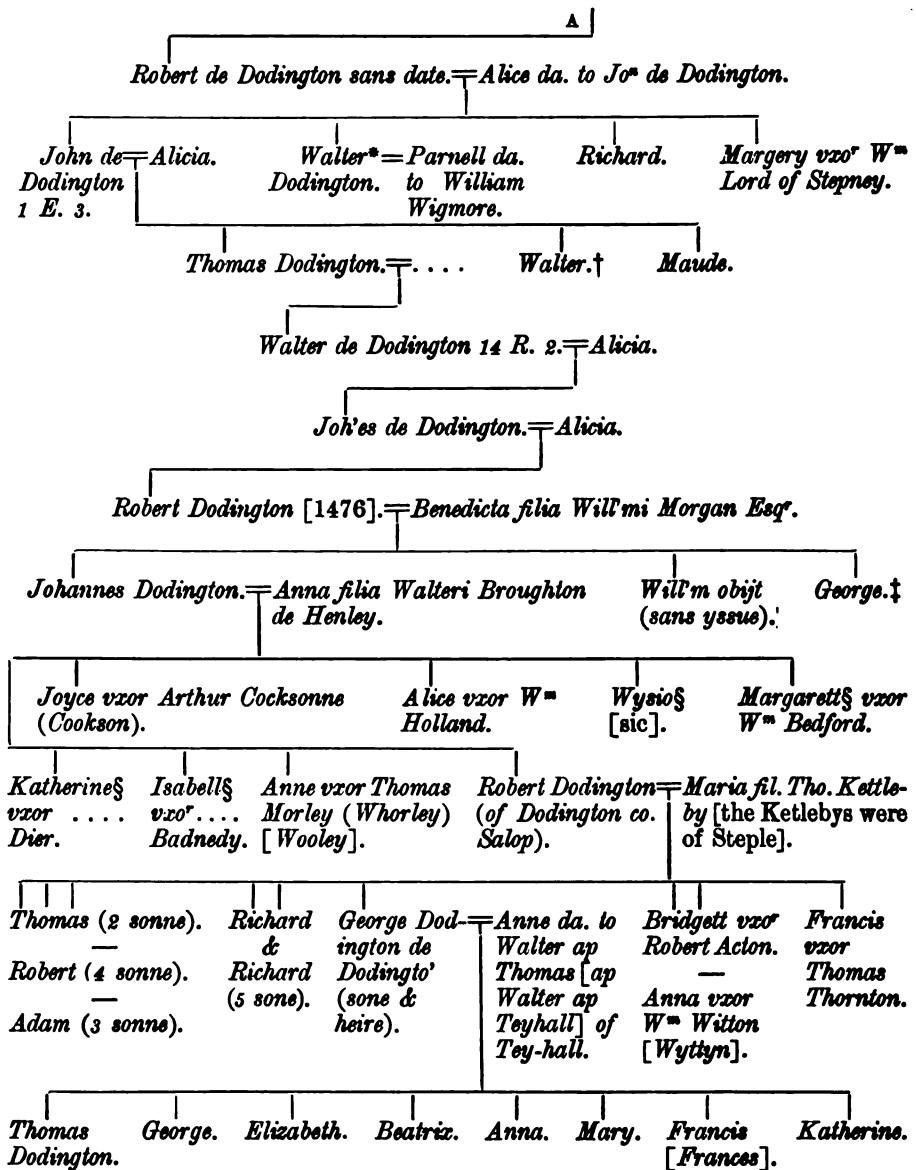 A
Robert de Dodington sans date.=Alice da. to Joⁿ de Dodington.
John de=Alicia. Walter*=Parnell da. Richard. Margery vxoʳ Wᵐ
Dodington Dodington. to William Lord of Stepney.
1 E. 3. Wigmore.
Thomas Dodington.=.... Walter.† Maude.
Walter de Dodington 14 R. 2.=Alicia.
Joh'es de Dodington.=Alicia.
Robert Dodington [1476].=Benedicta filia Will'mi Morgan Esqʳ.
Johannes Dodington.=Anna filia Walteri Broughton Will'm obijt George.‡
de Henley. (sans yssue).
Joyce vxor Arthur Cocksonne Alice vxor Wᵐ Wysio§ Margarett§ vxor
(Cookson). Holland. [sic]. Wᵐ Bedford.
Katherine§ Isabell§ Anne vxor Thomas Robert Dodington=Maria fil. Tho. Kettle-
vxor .... vxoʳ.... Morley (Whorley) (of Dodington co. by [the Ketlebys were
Dier. Badnedy. [Wooley]. Salop). of Steple].
Thomas (2 sonne). Richard George Dod-=Anne da. to Bridgett vxoʳ Francis
— & ington de Walter ap Robert Acton. vxor
Robert (4 sonne). Richard Dodingto' Thomas [ap — Thomas
— (5 sone). (sone & Walter ap Anna vxor Thornton.
Adam (3 sonne). heire). Teyhall] of Wᵐ Witton
Tey-hall. [Wyttyn].
Thomas George. Elizabeth. Beatrix. Anna. Mary. Francis Katherine.
Dodington. [Frances].